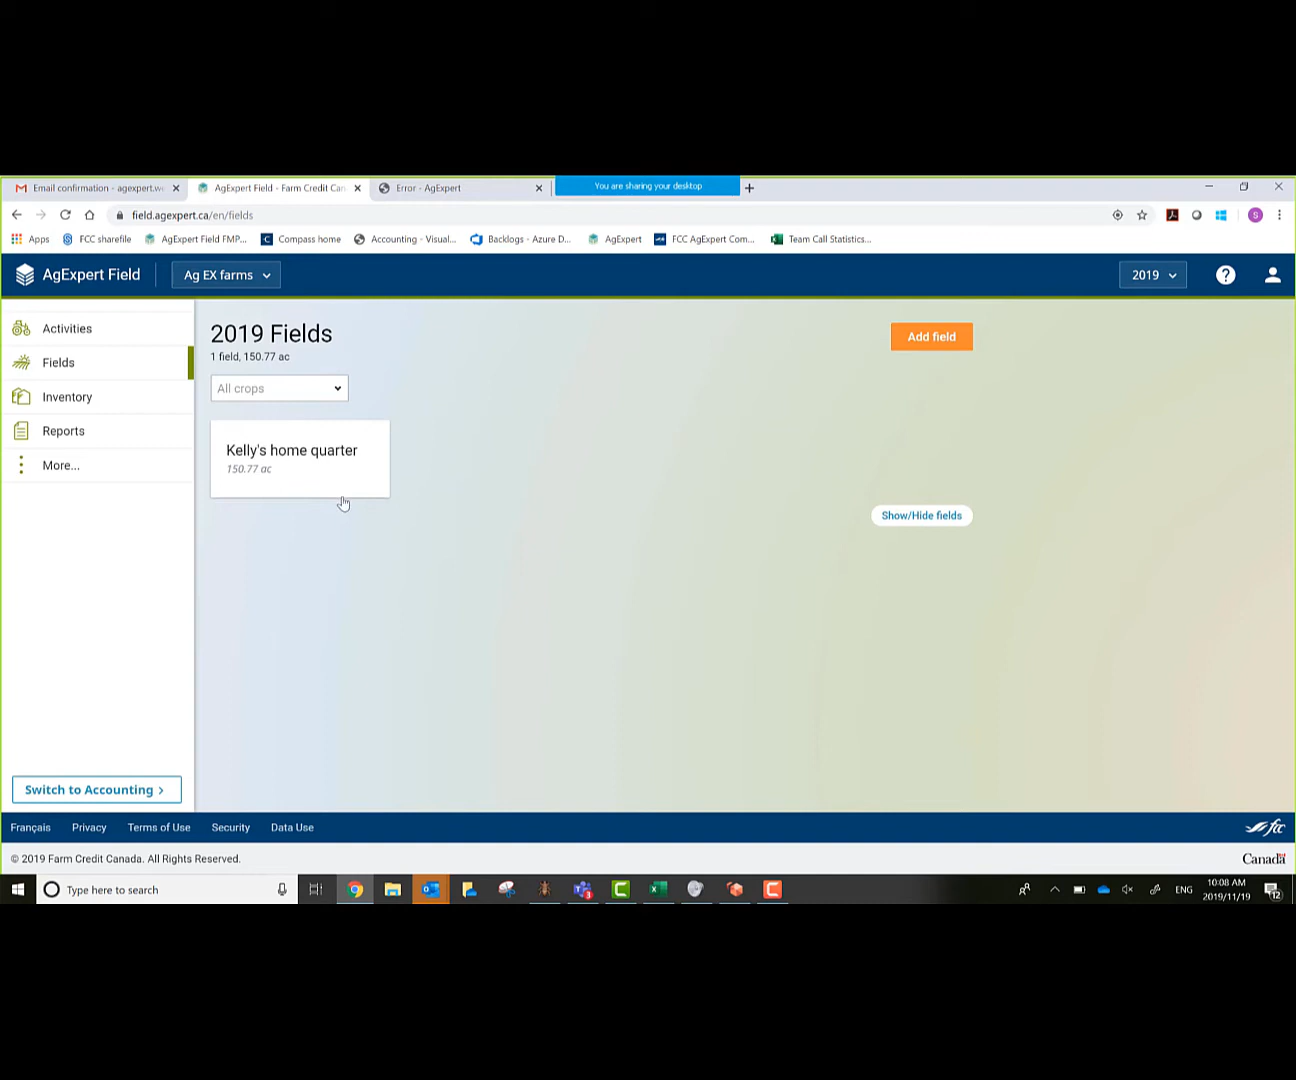 Email confirmation - agexpert.w
AgExpert Field - Farm Credit Can
Error - AgExpert
You are sharing your desktop
field.agexpert.ca/en/fields
Apps
FCC sharefile
AgExpert Field FMP...
Compass home
Accounting - Visual...
Backlogs - Azure D...
AgExpert
FCC AgExpert Com...
Team Call Statistics...
S
AgExpert Field
Ag EX farms
2019
?
Activities
Fields
Inventory
Reports
More...
2019 Fields
1 field, 150.77 ac
Add field
All crops
Kelly's home quarter
150.77 ac
Show/Hide fields
Switch to Accounting >
Français
Privacy
Terms of Use
Security
Data Use
fcc
© 2019 Farm Credit Canada. All Rights Reserved.
Canada
Type here to search
ENG
10:08 AM
2019/11/19
12